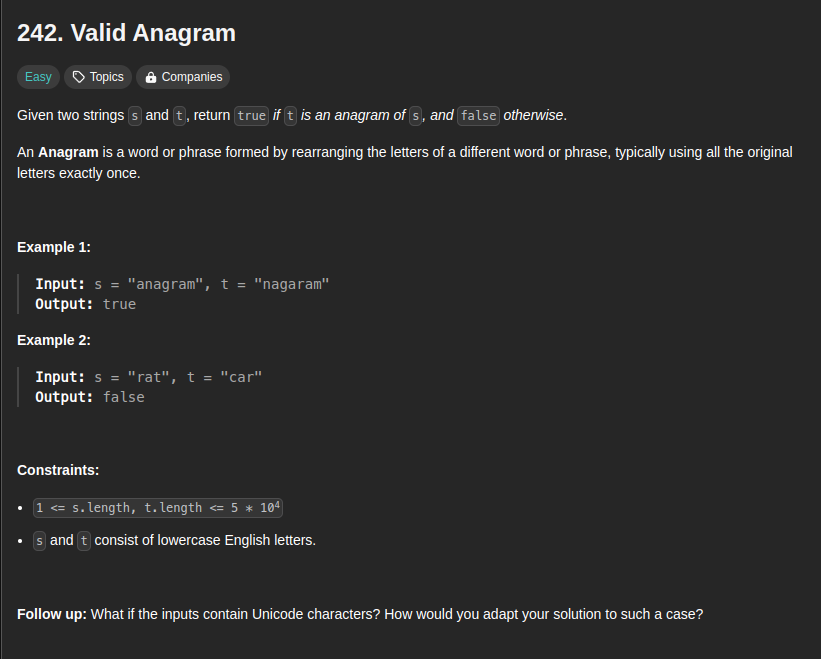 242. Valid Anagram
Easy Topics Companies
Given two strings s and t, return true if t is an anagram of s, and false otherwise.
An Anagram is a word or phrase formed by rearranging the letters of a different word or phrase, typically using all the original
letters exactly once.
Example 1:
Input: s = "anagram", t = "nagaram"
Output: true
Example 2:
Input: s = "rat", t = "car"
Output: false
Constraints:
• 1 <= s.length, t.length <= 5 * 10⁴
• s and t consist of lowercase English letters.
Follow up: What if the inputs contain Unicode characters? How would you adapt your solution to such a case?